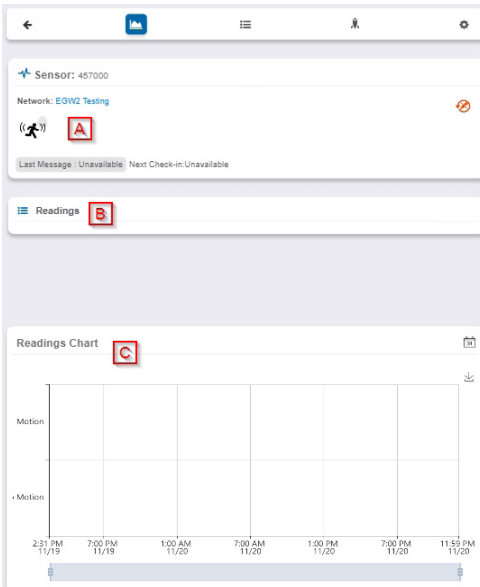 Sensor: 457000
Network: EGW2 Testing
A
Last Message : Unavailable Next Check-in:Unavailable
Readings B
Readings Chart C
31
Motion
Motion
2:31 PM 7:00 PM 1:00 AM 7:00 AM 1:00 PM 7:00 PM 11:59 PM
11/19 11/19 11/20 11/20 11/20 11/20 11/20